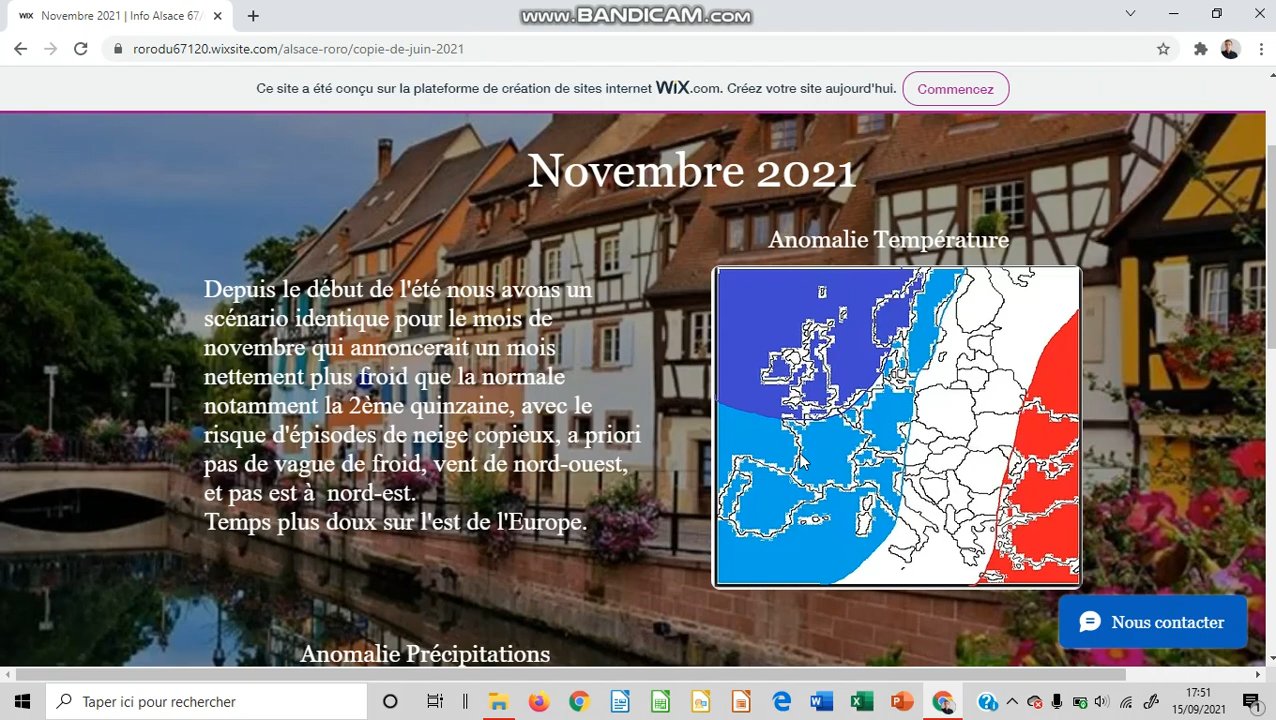 Novembre 2021 | Info Alsace 67/
www.BANDICAM.com
rorodu67120.wixsite.com/alsace-roro/copie-de-juin-2021
Ce site a été conçu sur la plateforme de création de sites internet WiX.com. Créez votre site aujourd'hui.
Commencez
Novembre 2021
Anomalie Température
Depuis le début de l'été nous avons un
scénario identique pour le mois de
novembre qui annoncerait un mois
nettement plus froid que la normale
notamment la 2ème quinzaine, avec le
risque d'épisodes de neige copieux, a priori
pas de vague de froid, vent de nord-ouest,
et pas est à nord-est.
Temps plus doux sur l'est de l'Europe.
Nous contacter
Anomalie Précipitations
Taper ici pour rechercher
17:51
15/09/2021